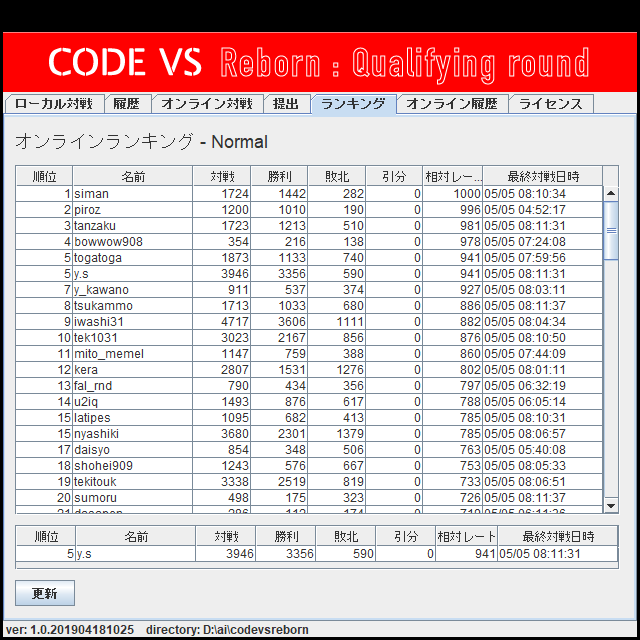 CODE VS Reborn : Qualifying round
ローカル対戦 履歴 オンライン対戦 提出 ランキング オンライン履歴 ライセンス
オンラインランキング - Normal
順位 名前 対戦 勝利 敗北 引分 相対レー... 最終対戦日時
1 siman 1724 1442 282 0 1000 05/05 08:10:34
2 piroz 1200 1010 190 0 996 05/05 04:52:17
3 tanzaku 1723 1213 510 0 981 05/05 08:11:31
4 bowwow908 354 216 138 0 978 05/05 07:24:08
5 togatoga 1873 1133 740 0 941 05/05 07:59:56
5 y.s 3946 3356 590 0 941 05/05 08:11:31
7 y_kawano 911 537 374 0 927 05/05 08:03:11
8 tsukammo 1713 1033 680 0 886 05/05 08:11:37
9 iwashi31 4717 3606 1111 0 882 05/05 08:04:34
10 tek1031 3023 2167 856 0 876 05/05 08:10:50
11 mito_memel 1147 759 388 0 860 05/05 07:44:09
12 kera 2807 1531 1276 0 802 05/05 08:01:11
13 fal_rnd 790 434 356 0 797 05/05 06:32:19
14 u2iq 1493 876 617 0 788 05/05 06:05:14
15 latipes 1095 682 413 0 785 05/05 08:10:31
15 nyashiki 3680 2301 1379 0 785 05/05 08:06:57
17 daisyo 854 348 506 0 763 05/05 05:40:08
18 shohei909 1243 576 667 0 753 05/05 08:05:33
19 tekitouk 3338 2519 819 0 733 05/05 08:06:51
20 sumoru 498 175 323 0 726 05/05 08:11:37
順位 名前 対戦 勝利 敗北 引分 相対レート 最終対戦日時
5 y.s 3946 3356 590 0 941 05/05 08:11:31
更新
ver: 1.0.201904181025 directory: D:\ai\codevsreborn